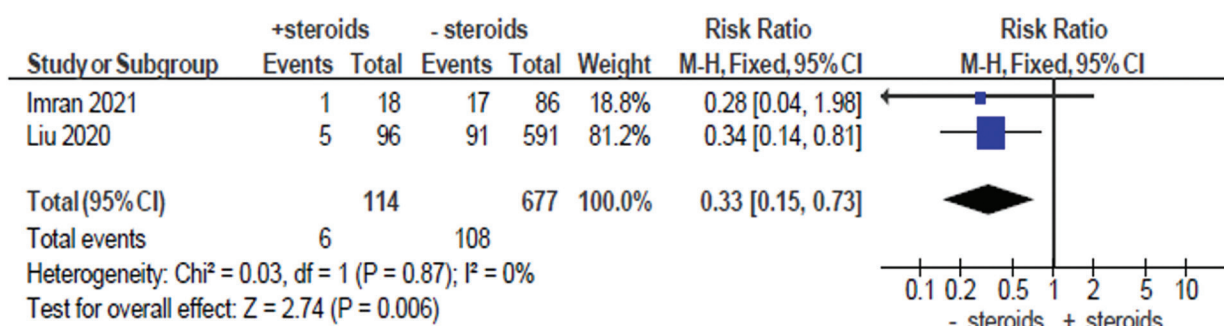 +steroids - steroids Risk Ratio Risk Ratio
Study or Subgroup Events Total Events Total Weight M-H, Fixed, 95% CI M-H, Fixed, 95% CI
Imran 2021 1 18 17 86 18.8% 0.28 [0.04, 1.98]
Liu 2020 5 96 91 591 81.2% 0.34 [0.14, 0.81]
Total (95% CI) 114 677 100.0% 0.33 [0.15, 0.73]
Total events 6 108
Heterogeneity: Chi² = 0.03, df = 1 (P = 0.87); I² = 0%
Test for overall effect: Z = 2.74 (P = 0.006)
0.1 0.2 0.5 1 2 5 10
- steroids + steroids